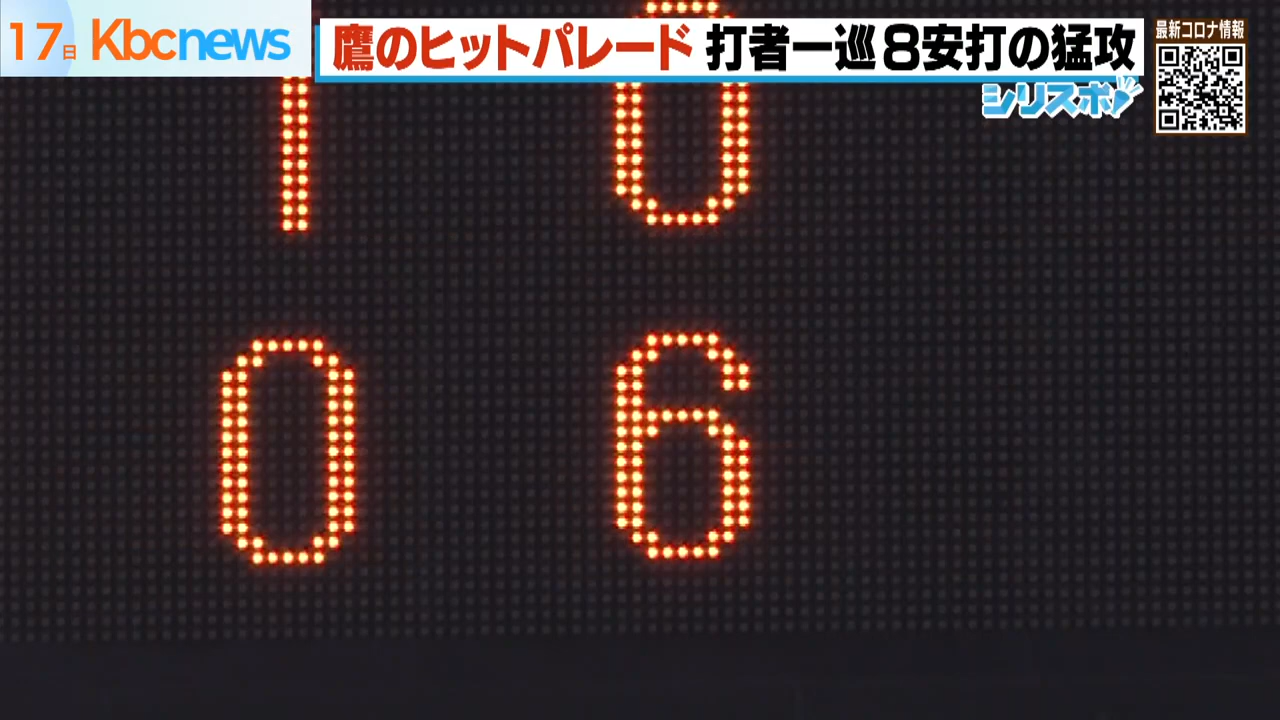 17日 Kbcnews
鷹のヒットパレード 打者一巡8安打の猛攻
最新コロナ情報
シリスポ!
1 0
0 6